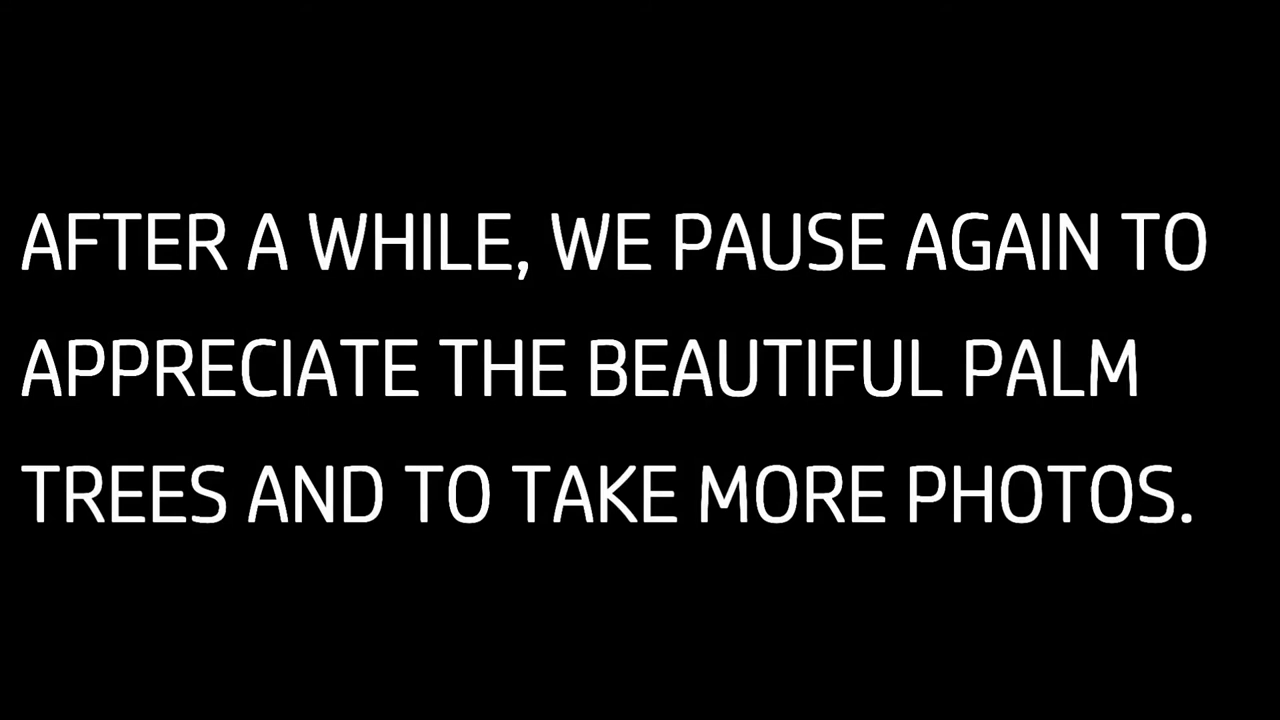 AFTER A WHILE, WE PAUSE AGAIN TO
APPRECIATE THE BEAUTIFUL PALM
TREES AND TO TAKE MORE PHOTOS.